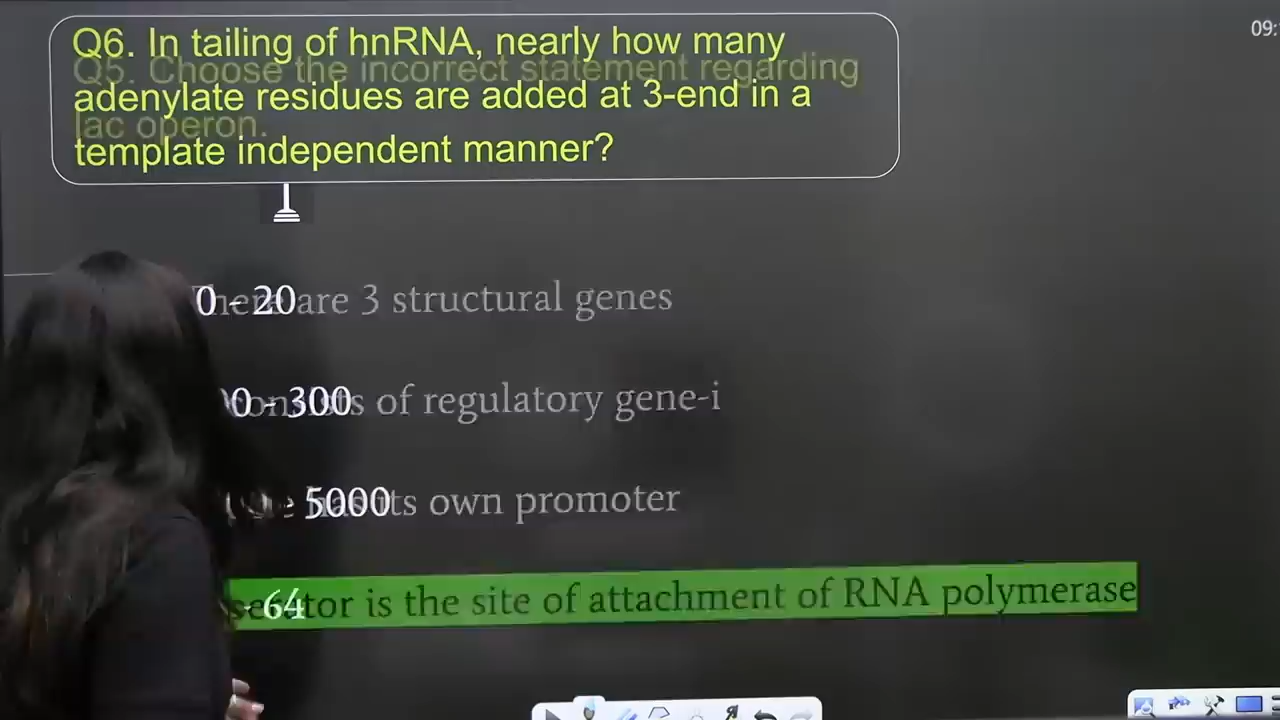 Q6. In tailing of hnRNA, nearly how many
Q5. Choose the incorrect statement regarding
adenylate residues are added at 3-end in a
lac operon.
template independent manner?
09:
0 - 20
are 3 structural genes
0 - 300
of regulatory gene-i
5000
its own promoter
- 64
is the site of attachment of RNA polymerase